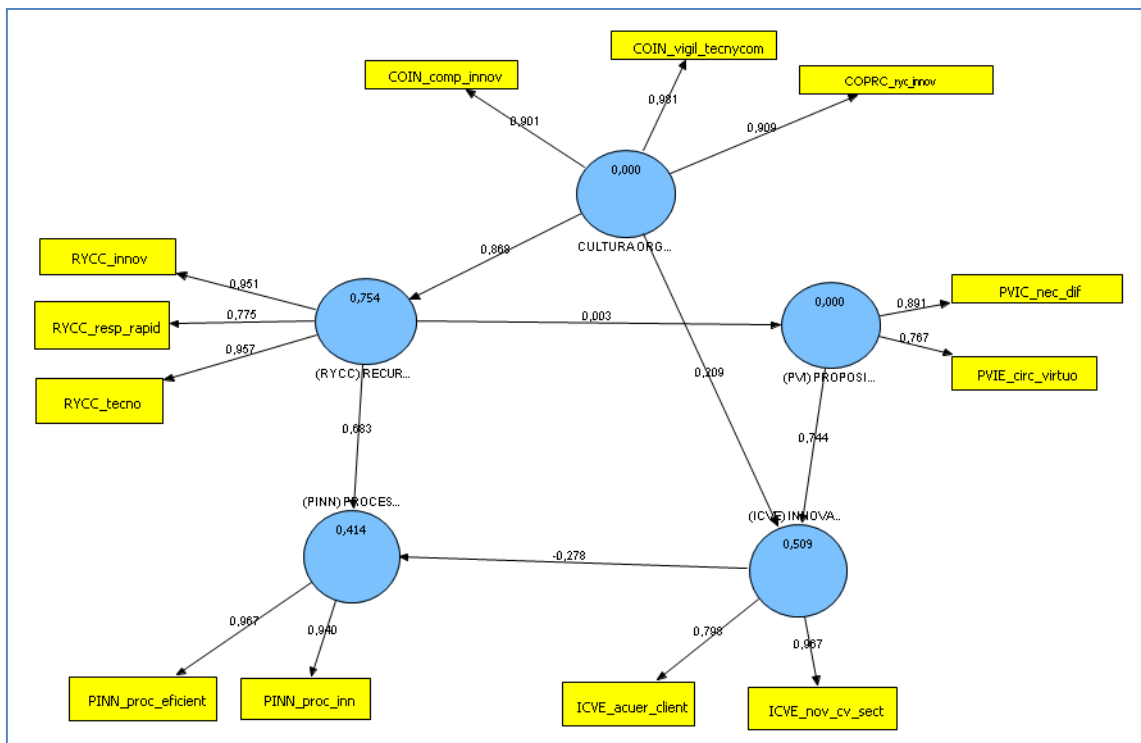 COIN_vigil_tecnycom
COIN_comp_innov
COPRC_ryc_innov
0,981
0,901
0,909
0,000
CULTURA ORG...
RYCC_innov
0,868
0,951
0,754
0,000
PVIC_nec_dif
0,891
RYCC_resp_rapid
0,775
0,003
0,767
0,957
(RYCC) RECUR...
0,209
(PVI) PROPOSI...
PVIE_circ_virtuo
RYCC_tecno
0,683
0,744
(PINN) PROCES...
(ICVE) INNOVA...
0,414
0,509
-0,278
0,967
0,940
0,798
0,967
PINN_proc_eficient
PINN_proc_inn
ICVE_acuer_client
ICVE_nov_cv_sect